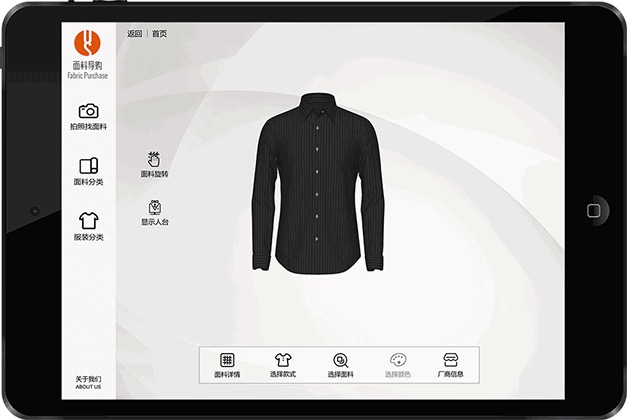 返回 | 首页
面料导购
Fabric Purchase
拍照找面料
面料分类
服装分类
面料旋转
显示人台
关于我们
ABOUT US
面料详情 选择款式 选择面料 选择颜色 厂商信息